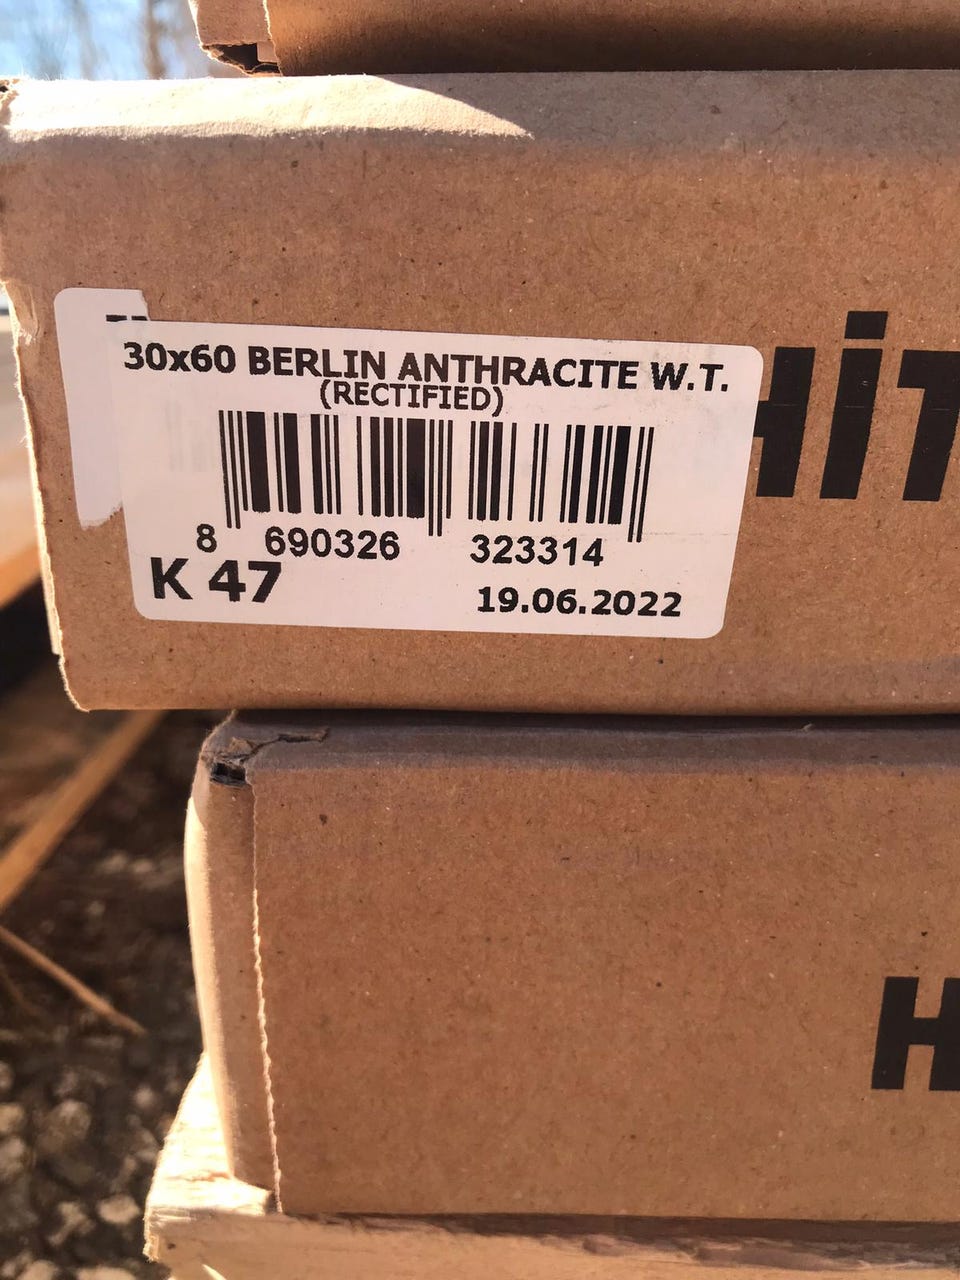 30x60 BERLIN ANTHRACITE W.T.
(RECTIFIED)
8 690326 323314
K 47
19.06.2022